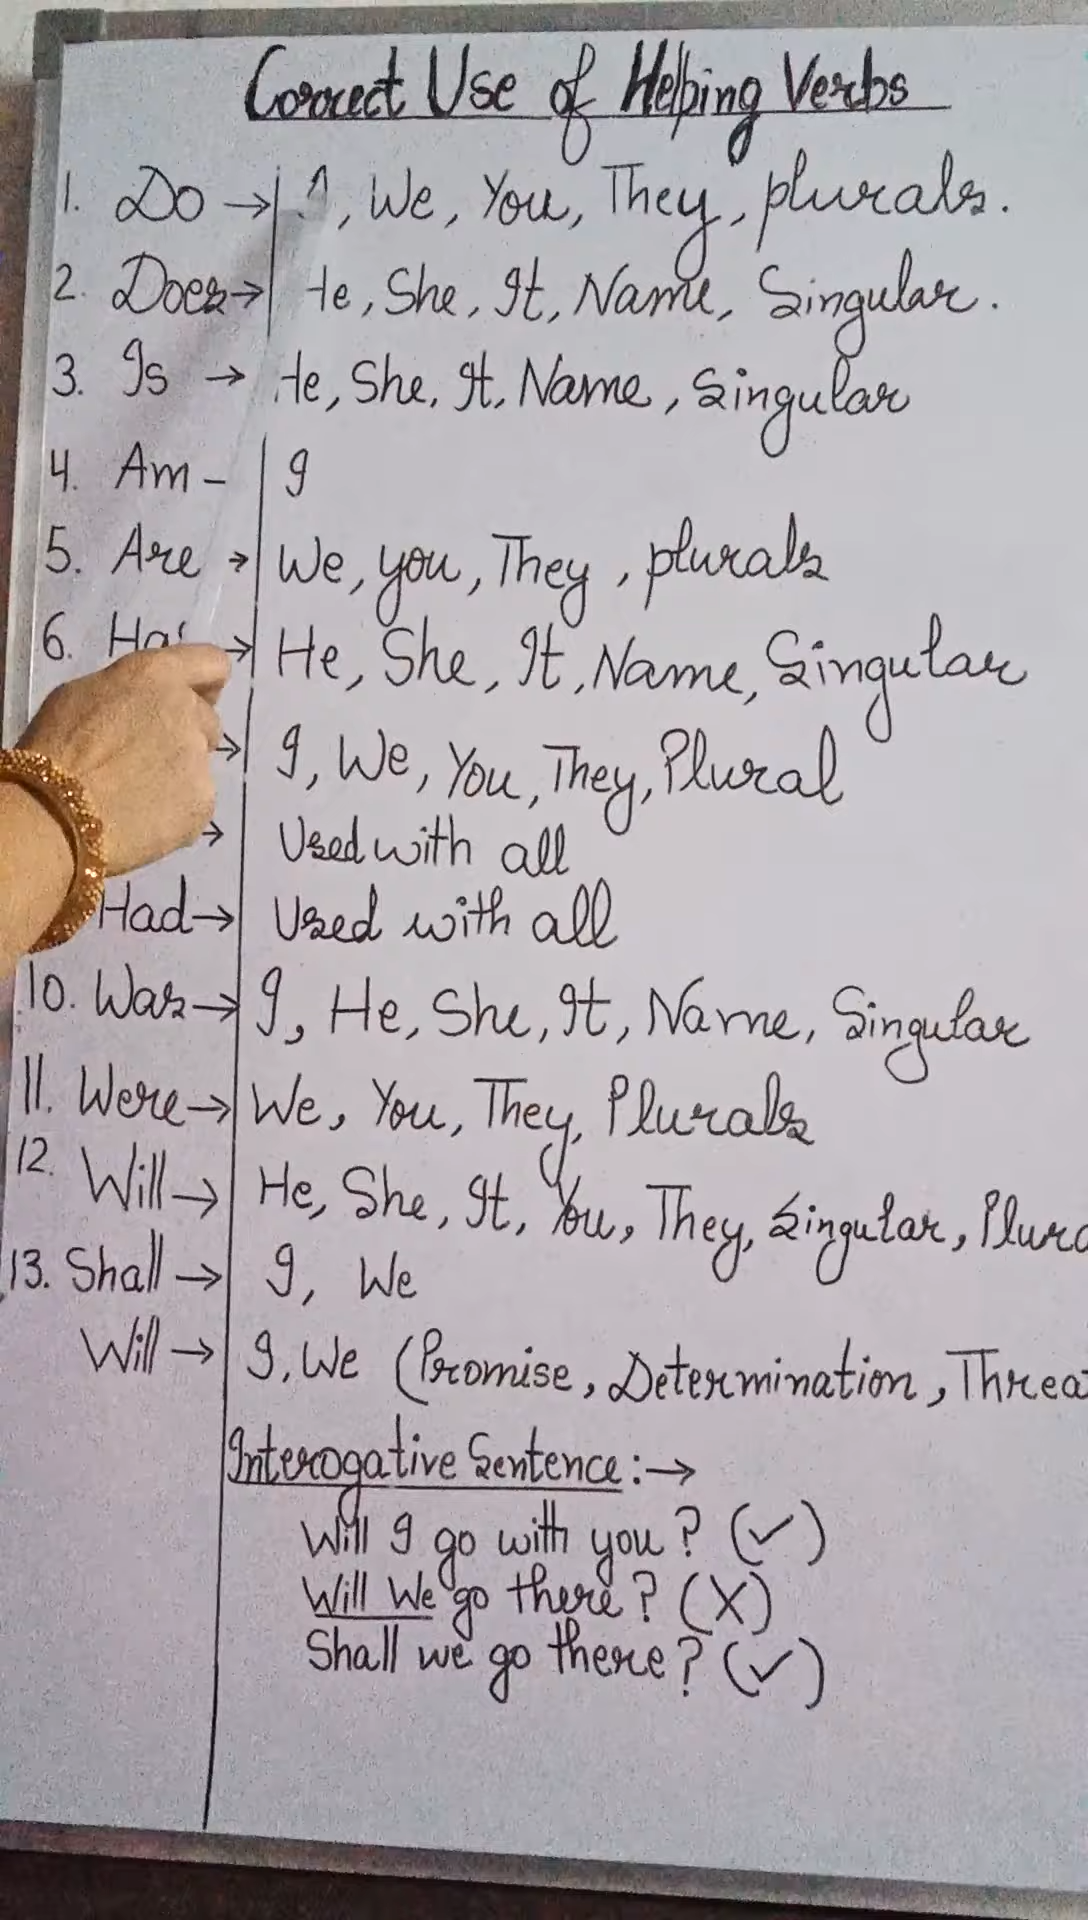 Correct Use of Helping Verbs
1. Do → I, We, You, They, plurals.
2. Does → He, She, It, Name, Singular.
3. Is → He, She, It, Name, Singular
4. Am - I
5. Are → We, you, They, plurals
6. → He, She, It, Name, Singular
→ I, We, You, They, Plural
→ Used with all
Had → Used with all
10. Was → I, He, She, It, Name, Singular
11. Were → We, You, They, Plurals
12. Will → He, She, It, You, They, Singular,
13. Shall → I, We
Will → I, We (Promise, Determination,
Interogative Sentence :→
Will I go with you? (✓)
Will We go there? (X)
Shall we go there? (✓)